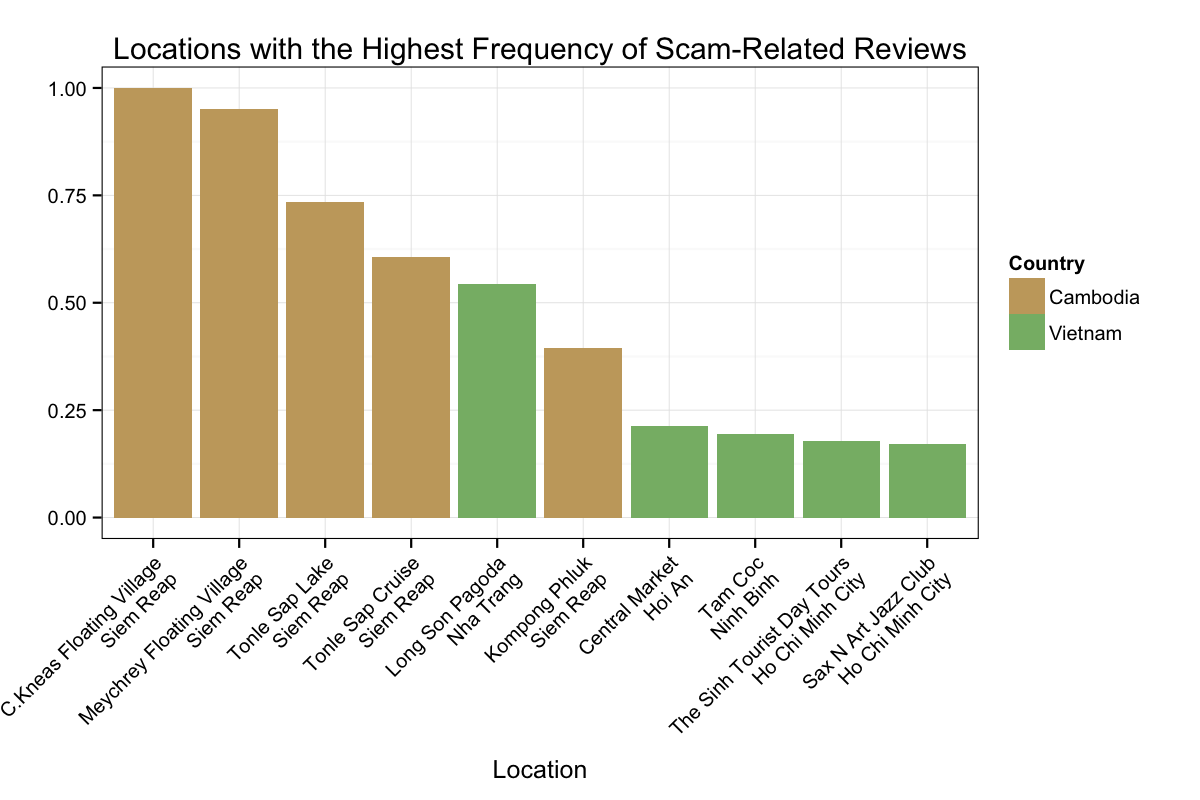 Locations with the Highest Frequency of Scam-Related Reviews
1.00
0.75
0.50
0.25
0.00
C.Kneas Floating Village
Siem Reap
Meychrey Floating Village
Siem Reap
Tonle Sap Lake
Siem Reap
Tonle Sap Cruise
Siem Reap
Long Son Pagoda
Nha Trang
Kompong Phluk
Siem Reap
Central Market
Hoi An
Tam Coc
Ninh Binh
The Sinh Tourist Day Tours
Ho Chi Minh City
Sax N Art Jazz Club
Ho Chi Minh City
Location
Country
Cambodia
Vietnam